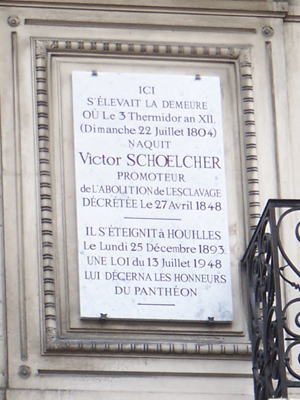 ICI
S'ÉLEVAIT LA DEMEURE
OÙ Le 3 Thermidor an XII.
(Dimanche 22 Juillet 1804)
NAQUIT
Victor SCHOELCHER
PROMOTEUR
de L'ABOLITION de L'ESCLAVAGE
DÉCRÉTÉE Le 27 Avril 1848
IL S'ÉTEIGNIT à HOUILLES
Le Lundi 25 Décembre 1893.
UNE LOI du 13 Juillet 1948
LUI DÉCERNA LES HONNEURS
DU PANTHÉON